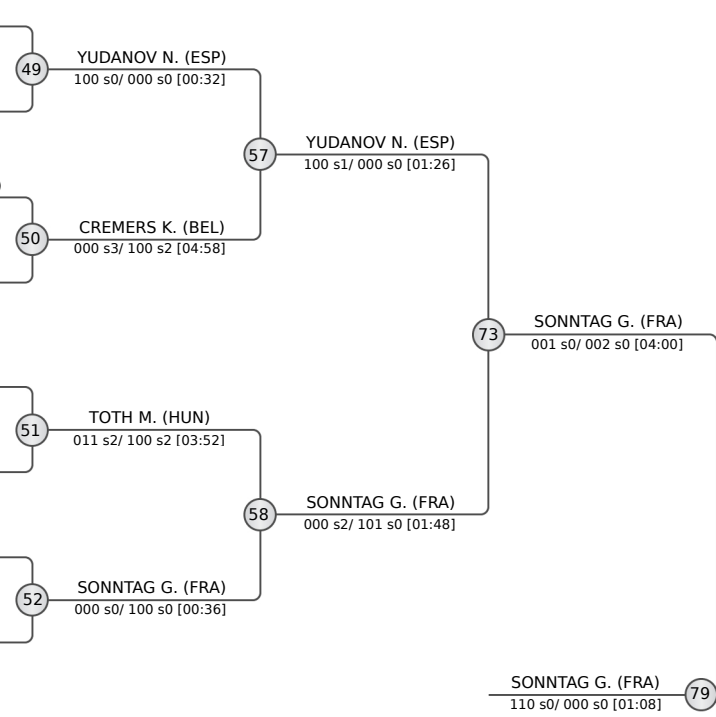 YUDANOV N. (ESP)
49
100 s0/ 000 s0 [00:32]
YUDANOV N. (ESP)
57
100 s1/ 000 s0 [01:26]
CREMERS K. (BEL)
50
000 s3/ 100 s2 [04:58]
SONNTAG G. (FRA)
73
001 s0/ 002 s0 [04:00]
TOTH M. (HUN)
51
011 s2/ 100 s2 [03:52]
SONNTAG G. (FRA)
58
000 s2/ 101 s0 [01:48]
SONNTAG G. (FRA)
52
000 s0/ 100 s0 [00:36]
SONNTAG G. (FRA)
79
110 s0/ 000 s0 [01:08]